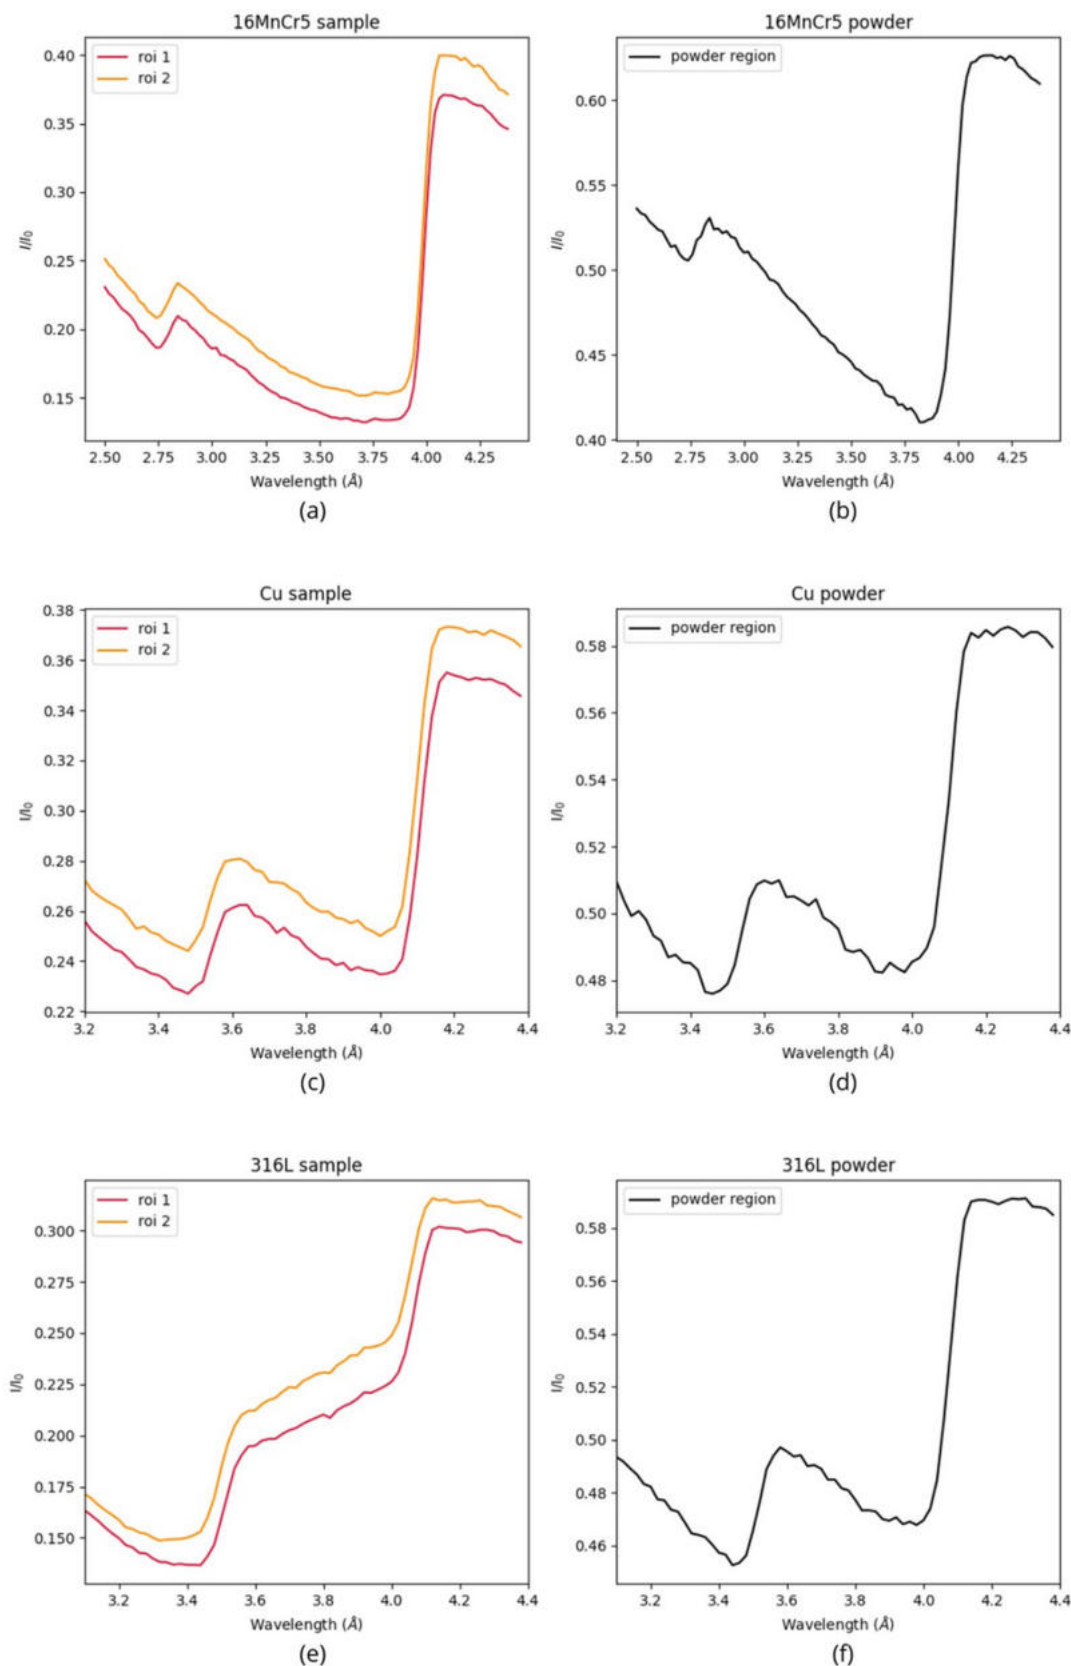 16MnCr5 sample
roi 1
roi 2
0.40
0.35
0.30
0.25
0.20
0.15
I/I0
2.50 2.75 3.00 3.25 3.50 3.75 4.00 4.25
Wavelength (Å)
(a)
16MnCr5 powder
powder region
0.60
0.55
0.50
0.45
0.40
I/I0
2.50 2.75 3.00 3.25 3.50 3.75 4.00 4.25
Wavelength (Å)
(b)
Cu sample
roi 1
roi 2
0.38
0.36
0.34
0.32
0.30
0.28
0.26
0.24
0.22
I/I0
3.2 3.4 3.6 3.8 4.0 4.2 4.4
Wavelength (Å)
(c)
Cu powder
powder region
0.58
0.56
0.54
0.52
0.50
0.48
I/I0
3.2 3.4 3.6 3.8 4.0 4.2 4.4
Wavelength (Å)
(d)
316L sample
roi 1
roi 2
0.300
0.275
0.250
0.225
0.200
0.175
0.150
I/I0
3.2 3.4 3.6 3.8 4.0 4.2 4.4
Wavelength (Å)
(e)
316L powder
powder region
0.58
0.56
0.54
0.52
0.50
0.48
0.46
I/I0
3.2 3.4 3.6 3.8 4.0 4.2 4.4
Wavelength (Å)
(f)